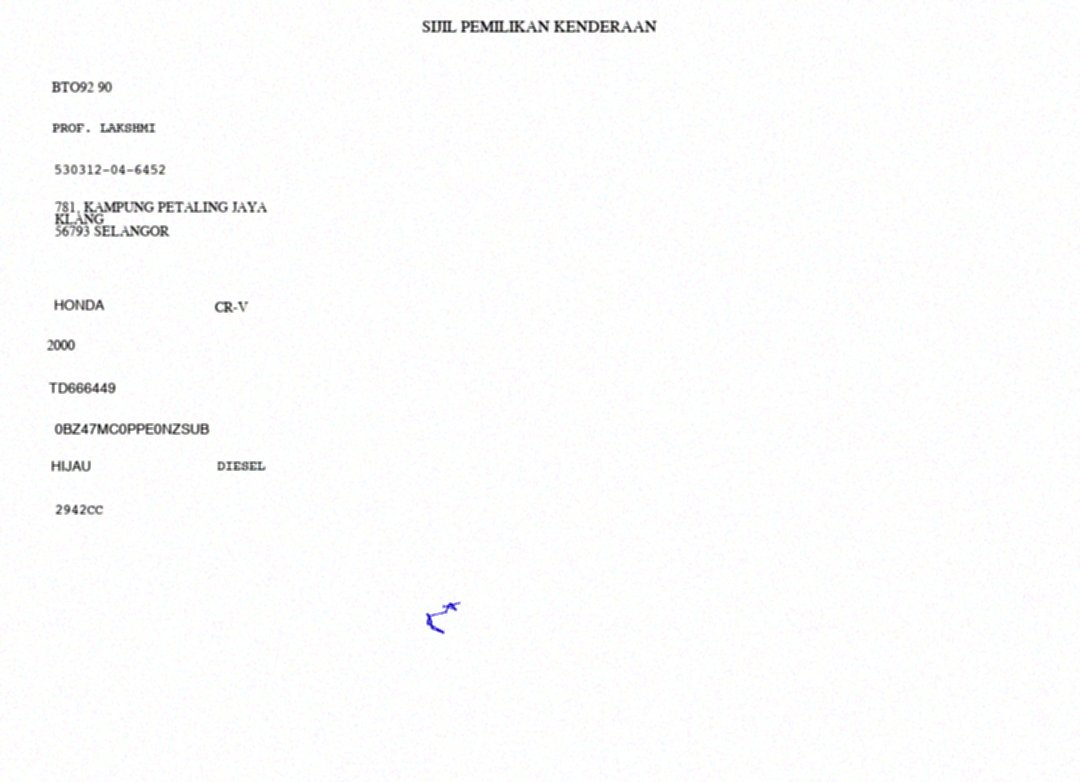 SIJIL PEMILIKAN KENDERAAN
BTO92 90
PROF. LAKSHMI
530312-04-6452
781, KAMPUNG PETALING JAYA
KLANG
56793 SELANGOR
HONDA CR-V
2000
TD666449
0BZ47MC0PPE0NZSUB
HIJAU DIESEL
2942CC